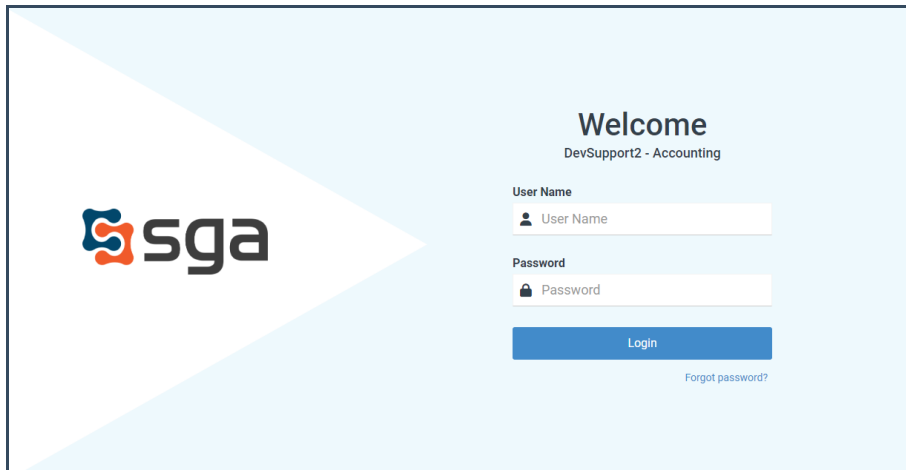 sga
Welcome
DevSupport2 - Accounting
User Name
User Name
Password
Password
Login
Forgot password?